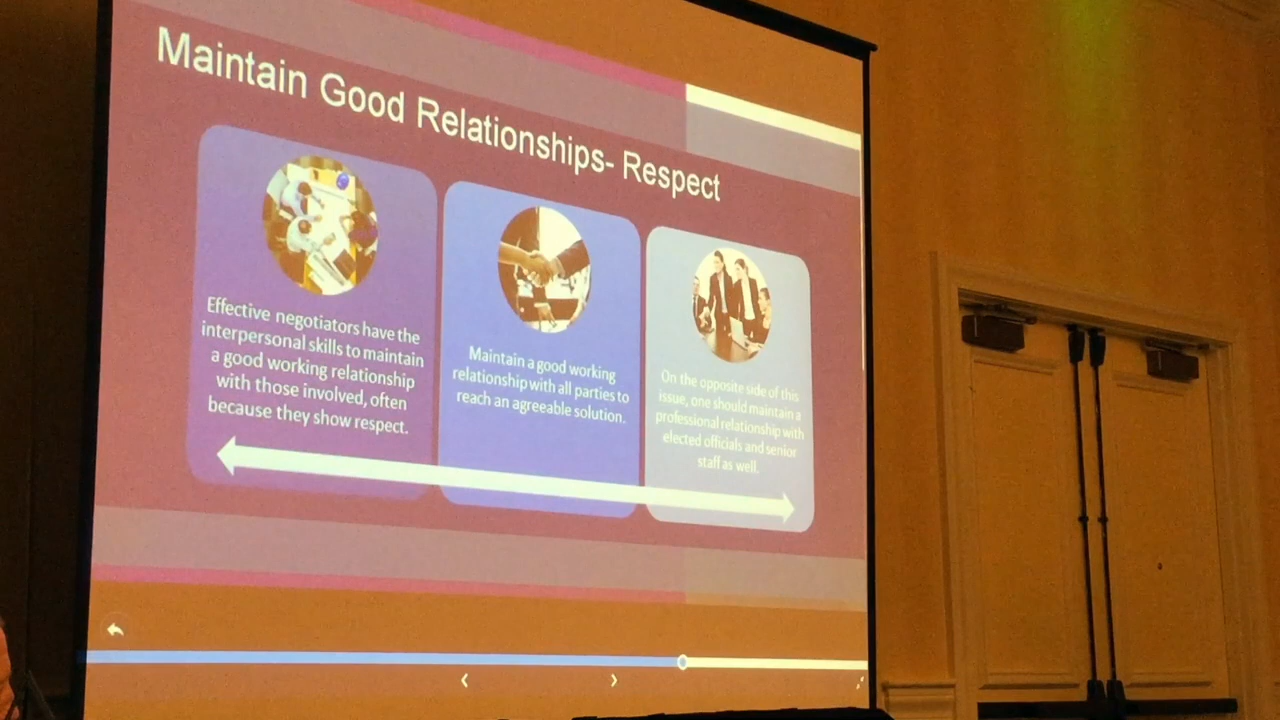 Maintain Good Relationships- Respect
Effective negotiators have the
interpersonal skills to maintain
a good working relationship
with those involved, often
because they show respect.
Maintain a good working
relationship with all parties to
reach an agreeable solution.
On the opposite side of this
issue, one should maintain a
professional relationship with
elected officials and senior
staff as well.